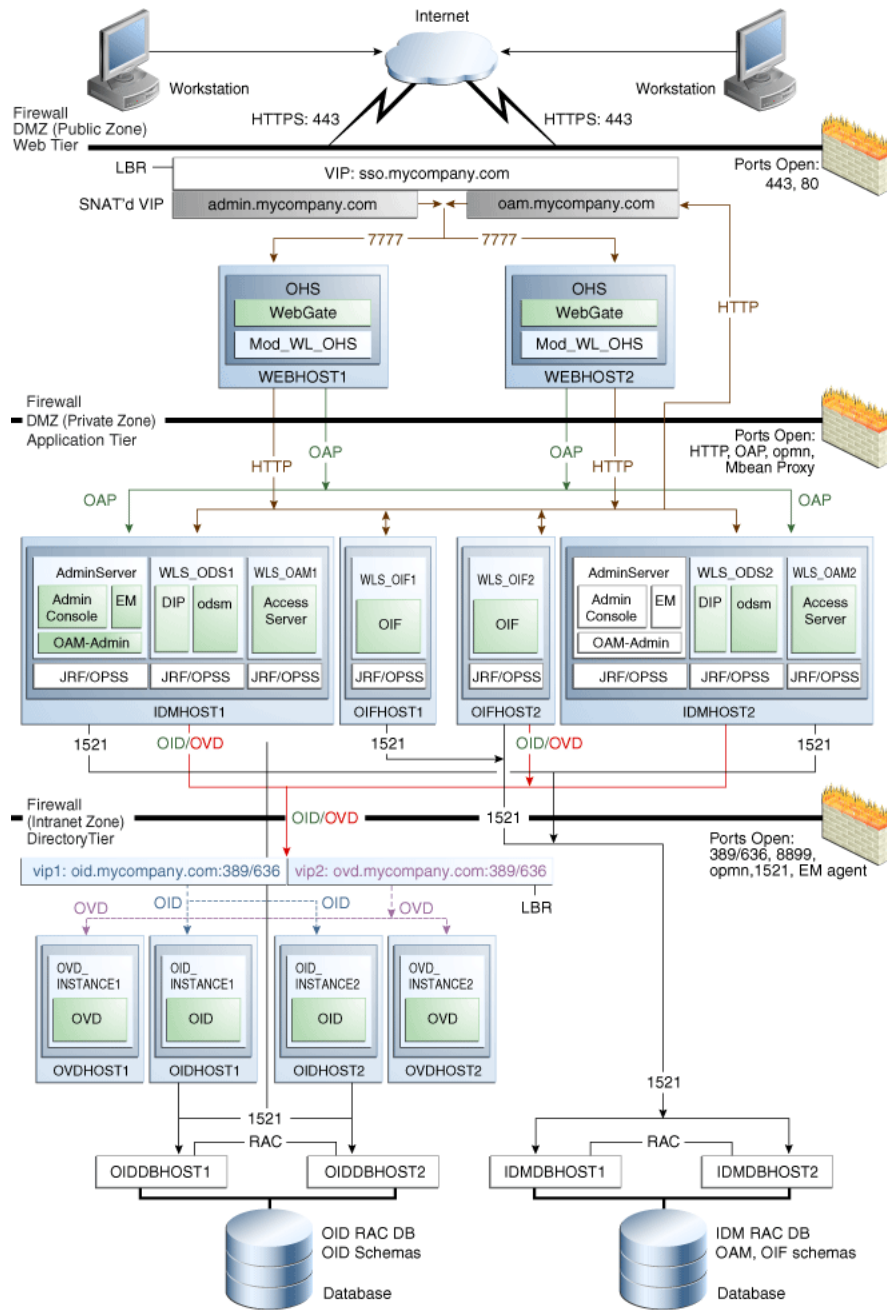 Internet
Workstation
Workstation
Firewall
DMZ (Public Zone)
Web Tier
HTTPS: 443
HTTPS: 443
Ports Open:
443, 80
LBR
VIP: sso.mycompany.com
SNAT'd VIP
admin.mycompany.com
oam.mycompany.com
7777
7777
HTTP
OHS
WebGate
Mod_WL_OHS
WEBHOST1
OHS
WebGate
Mod_WL_OHS
WEBHOST2
Firewall
DMZ (Private Zone)
Application Tier
Ports Open:
HTTP, OAP, opmn,
Mbean Proxy
OAP
OAP
HTTP
HTTP
OAP
OAP
AdminServer
Admin
Console
EM
OAM-Admin
JRF/OPSS
WLS_ODS1
DIP
odsm
JRF/OPSS
WLS_OAM1
Access
Server
JRF/OPSS
IDMHOST1
WLS_OIF1
OIF
JRF/OPSS
OIFHOST1
WLS_OIF2
OIF
JRF/OPSS
OIFHOST2
AdminServer
Admin
Console
EM
OAM-Admin
JRF/OPSS
WLS_ODS2
DIP
odsm
JRF/OPSS
WLS_OAM2
Access
Server
JRF/OPSS
IDMHOST2
1521
OID/OVD
1521
OID/OVD
1521
Firewall
(Intranet Zone)
DirectoryTier
OID/OVD
1521
Ports Open:
389/636, 8899,
opmn,1521, EM agent
vip1: oid.mycompany.com:389/636
vip2: ovd.mycompany.com:389/636
LBR
OVD
OID
OID
OVD
OVD_
INSTANCE1
OVD
OVDHOST1
OID_
INSTANCE1
OID
OIDHOST1
OID_
INSTANCE2
OID
OIDHOST2
OVD_
INSTANCE2
OVD
OVDHOST2
1521
1521
RAC
RAC
OIDDBHOST1
OIDDBHOST2
IDMDBHOST1
IDMDBHOST2
OID RAC DB
OID Schemas
Database
IDM RAC DB
OAM, OIF schemas
Database